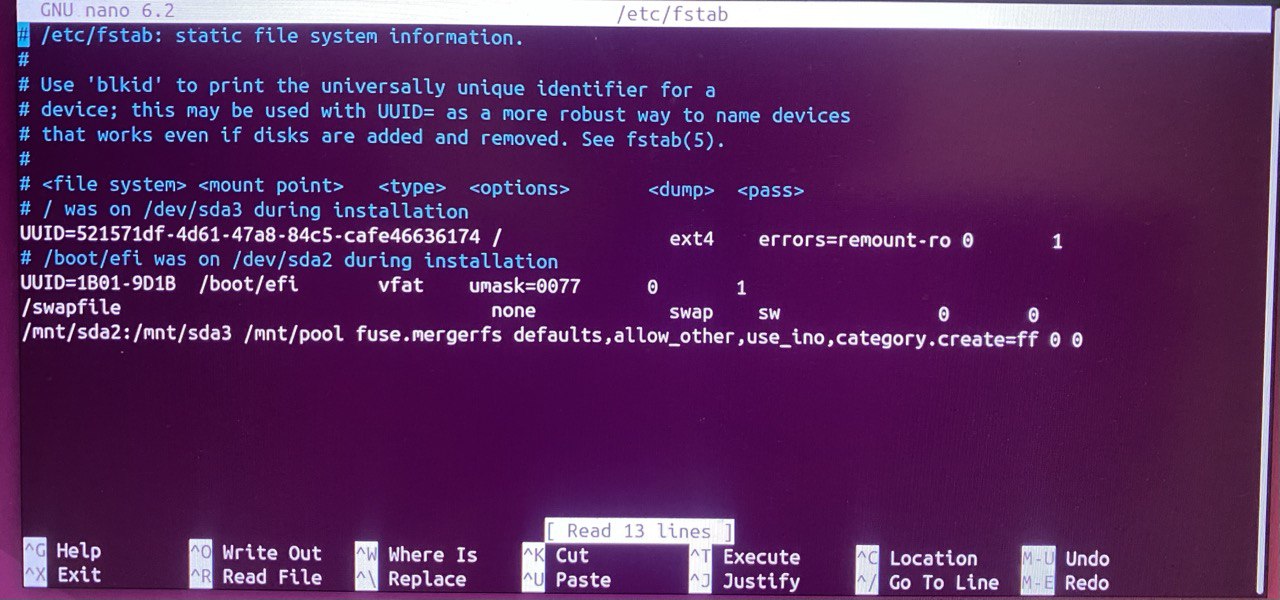 GNU nano 6.2 /etc/fstab
# /etc/fstab: static file system information.
#
# Use 'blkid' to print the universally unique identifier for a
# device; this may be used with UUID= as a more robust way to name devices
# that works even if disks are added and removed. See fstab(5).
#
# <file system> <mount point>   <type>  <options>       <dump>  <pass>
# / was on /dev/sda3 during installation
UUID=521571df-4d61-47a8-84c5-cafe46636174 /               ext4    errors=remount-ro 0       1
# /boot/efi was on /dev/sda2 during installation
UUID=1B01-9D1B  /boot/efi       vfat    umask=0077      0       1
/swapfile                                 none            swap    sw              0       0
/mnt/sda2:/mnt/sda3 /mnt/pool fuse.mergerfs defaults,allow_other,use_ino,category.create=ff 0 0
[ Read 13 lines ]
^G Help ^O Write Out ^W Where Is ^K Cut ^T Execute ^C Location M-U Undo
^X Exit ^R Read File ^\ Replace ^U Paste ^J Justify ^/ Go To Line M-E Redo